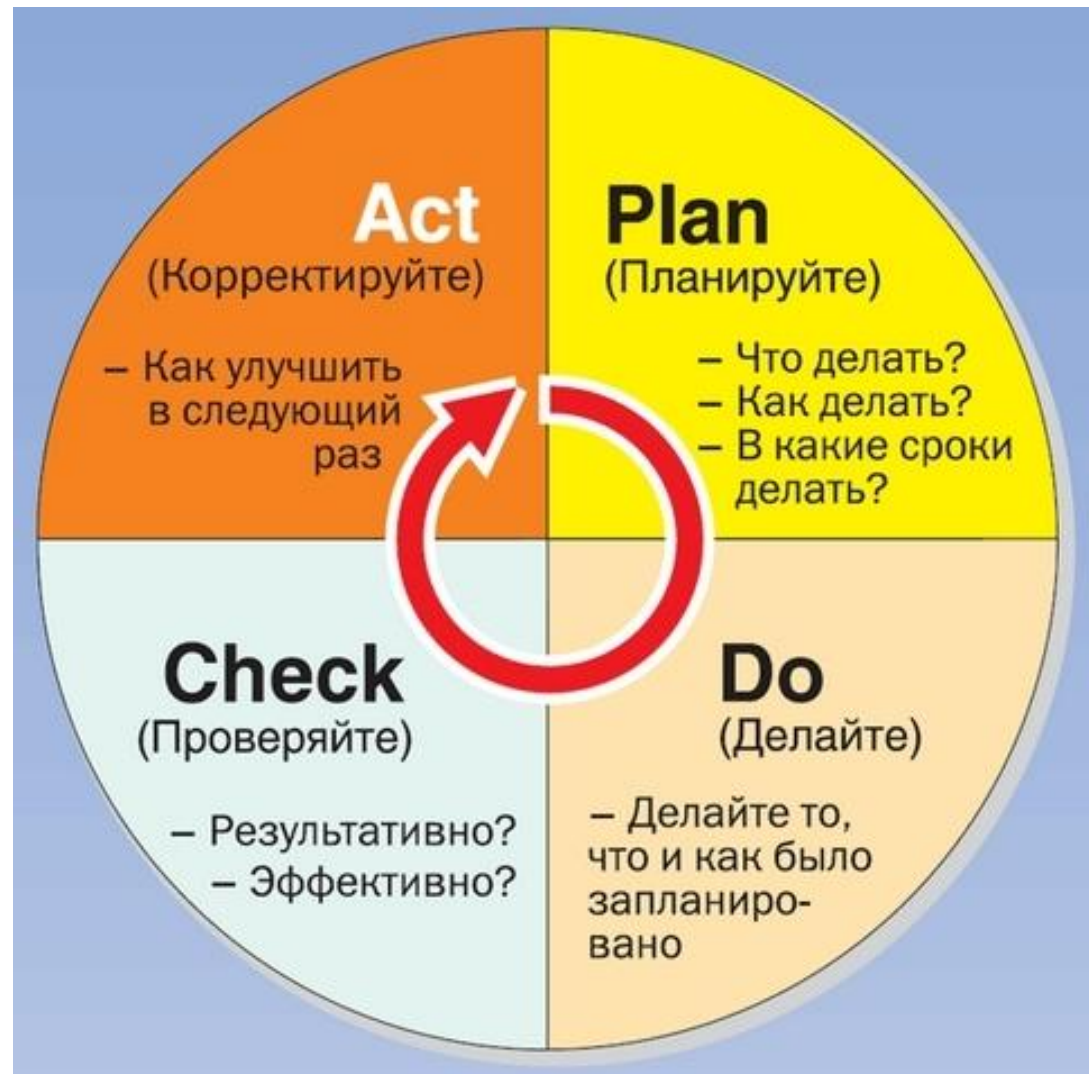 Act
(Корректируйте)
– Как улучшить
в следующий
раз
Plan
(Планируйте)
– Что делать?
– Как делать?
– В какие сроки
делать?
Check
(Проверяйте)
– Результативно?
– Эффективно?
Do
(Делайте)
– Делайте то,
что и как было
запланиро-
вано